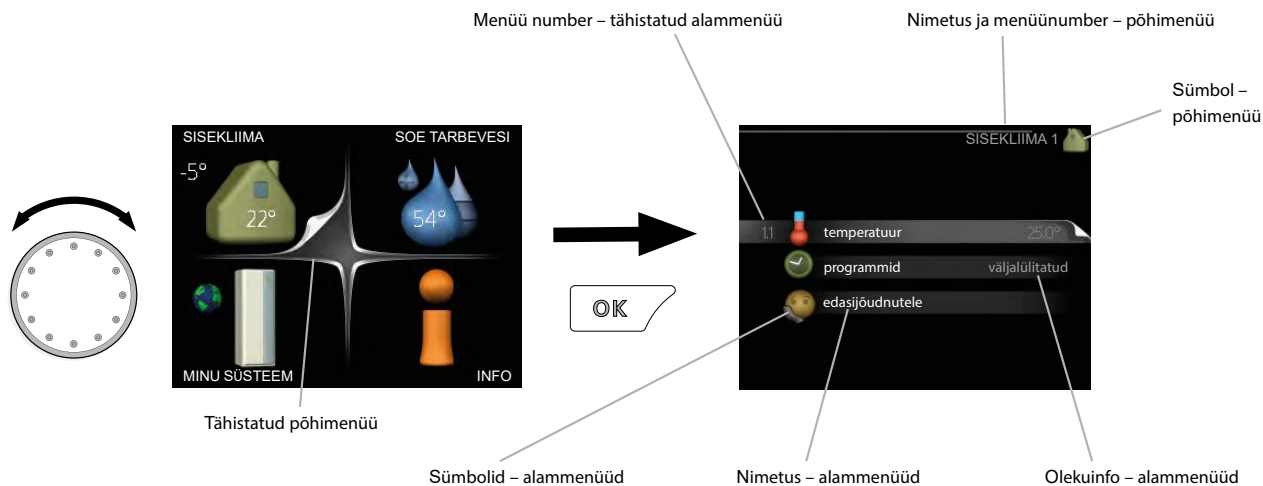 Menüü number – tähistatud alammenüü
Nimetus ja menüünumber – põhimenüü
Sümbol –
põhimenüü
SISEKLIIMA
SOE TARBEVESI
-5°
22°
54°
MINU SÜSTEEM
INFO
Tähistatud põhimenüü
OK
SISEKLIIMA 1
1.1 temperatuur 25.0°
programmid väljalülitatud
edasijõudnutele
Sümbolid – alammenüüd
Nimetus – alammenüüd
Olekuinfo – alammenüüd